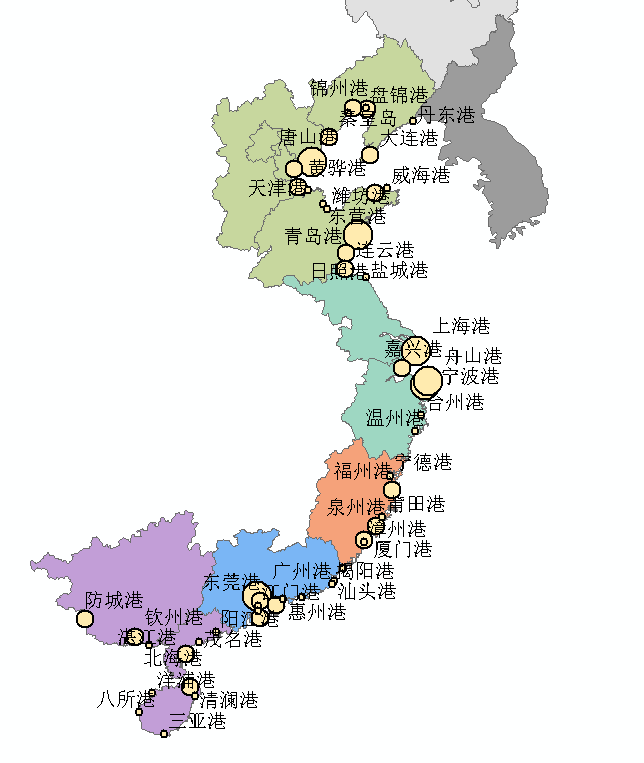 锦州港
盘锦港
秦皇岛
丹东港
唐山港
大连港
黄骅港
天津港
威海港
潍坊港
东营港
青岛港
连云港
日照港
盐城港
上海港
嘉兴港
舟山港
宁波港
台州港
温州港
宁德港
福州港
莆田港
泉州港
漳州港
厦门港
广州港
揭阳港
东莞港
江门港
汕头港
惠州港
防城港
钦州港
阳江港
湛江港
茂名港
北海港
洋浦港
八所港
清澜港
三亚港